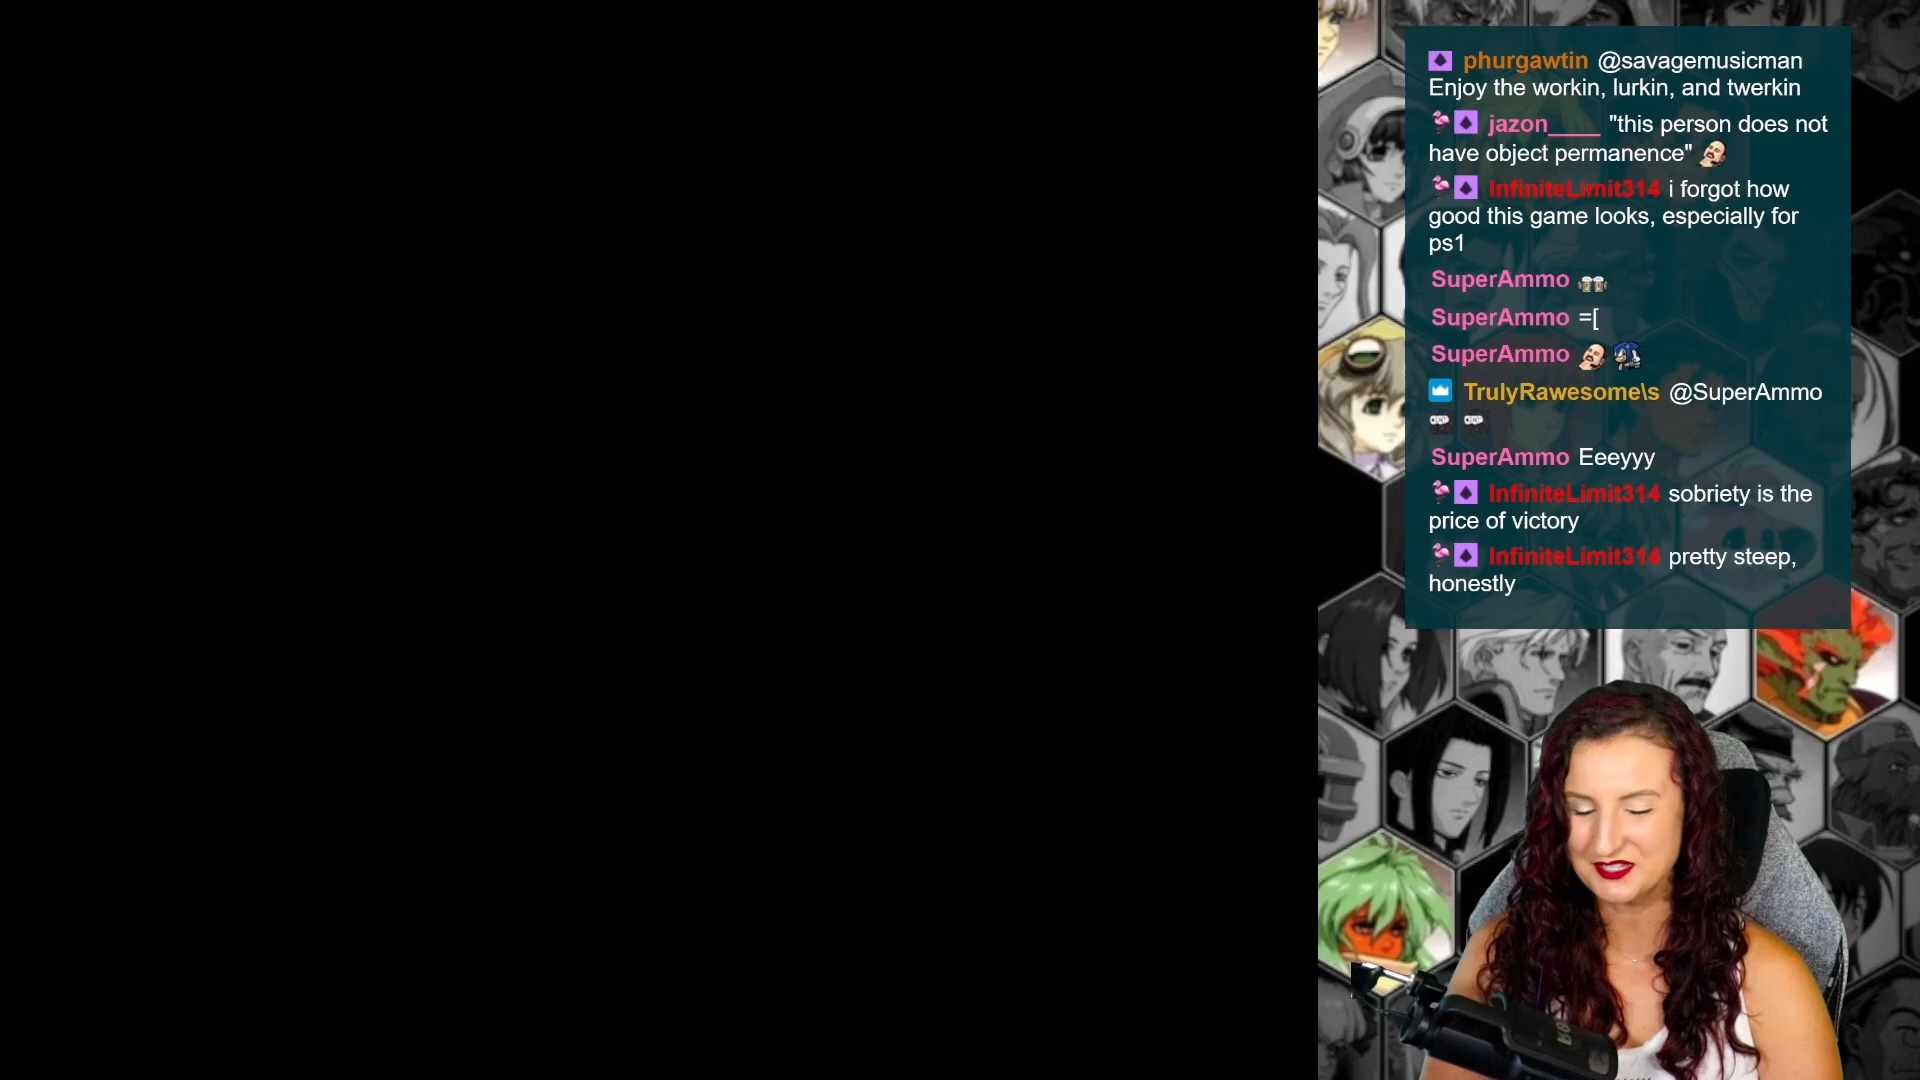 phurgawtin @savagemusicman
Enjoy the workin, lurkin, and twerkin
jazon____ "this person does not
have object permanence"
InfiniteLimit314 i forgot how
good this game looks, especially for
ps1
SuperAmmo
SuperAmmo =[
SuperAmmo
TrulyRawesome\s @SuperAmmo
SuperAmmo Eeeyyy
InfiniteLimit314 sobriety is the
price of victory
InfiniteLimit314 pretty steep,
honestly